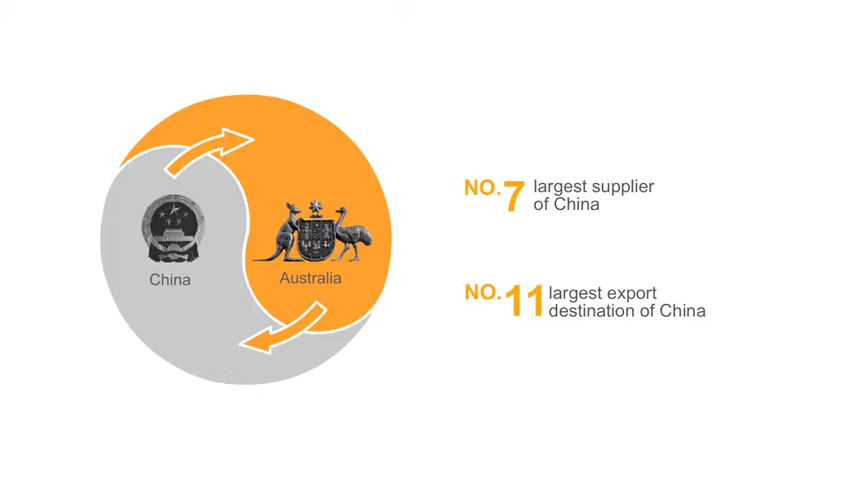 China
Australia
NO.7 largest supplier
of China
NO.11 largest export
destination of China